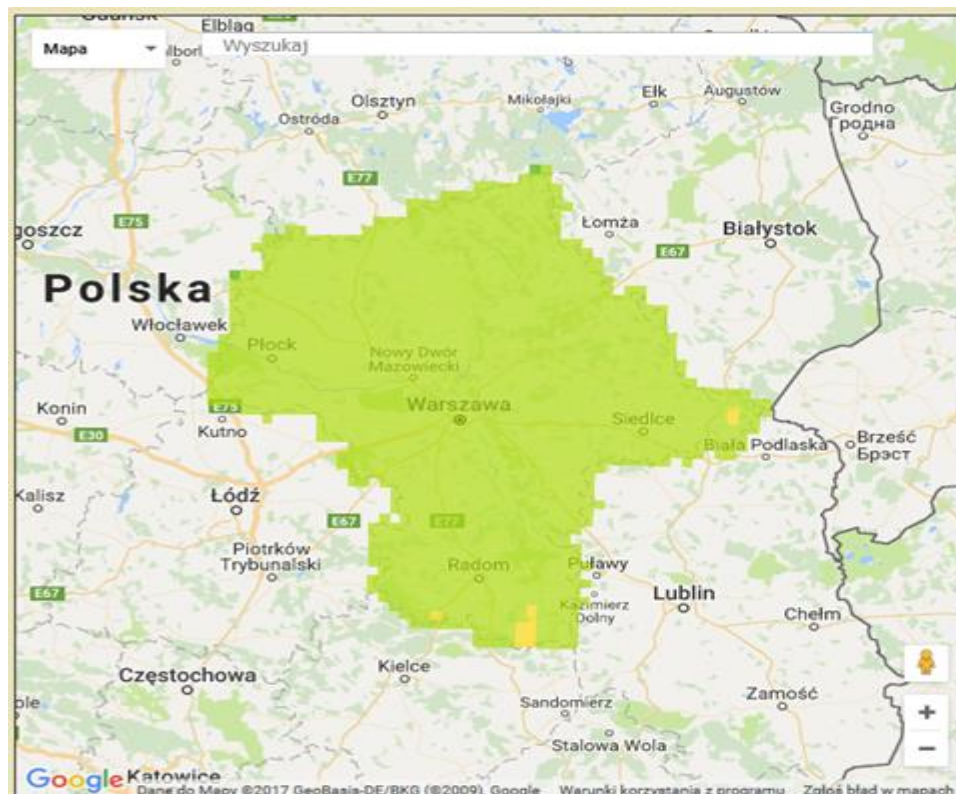 Elbląg
Mapa
Wyszukaj
Olsztyn
Mikołajki
Ełk
Augustów
Ostróda
Grodno
Гродна
E77
E75
goszcz
Łomża
Białystok
E67
Polska
Włocławek
Płock
Nowy Dwór
Mazowiecki
Konin
E75
Warszawa
Siedlce
E30
Kutno
Biała Podlaska
Brześć
Брэст
Kalisz
Łódź
E67
E77
Piotrków
Trybunalski
Radom
Puławy
E67
Lublin
Kazimierz
Dolny
Chełm
Kielce
Częstochowa
Sandomierz
Zamość
ole
+
Stalowa Wola
−
Google
Katowice
Dane do Mapy ©2017 GeoBasis-DE/BKG (©2009), Google Warunki korzystania z programu Zgłoś błąd w mapach